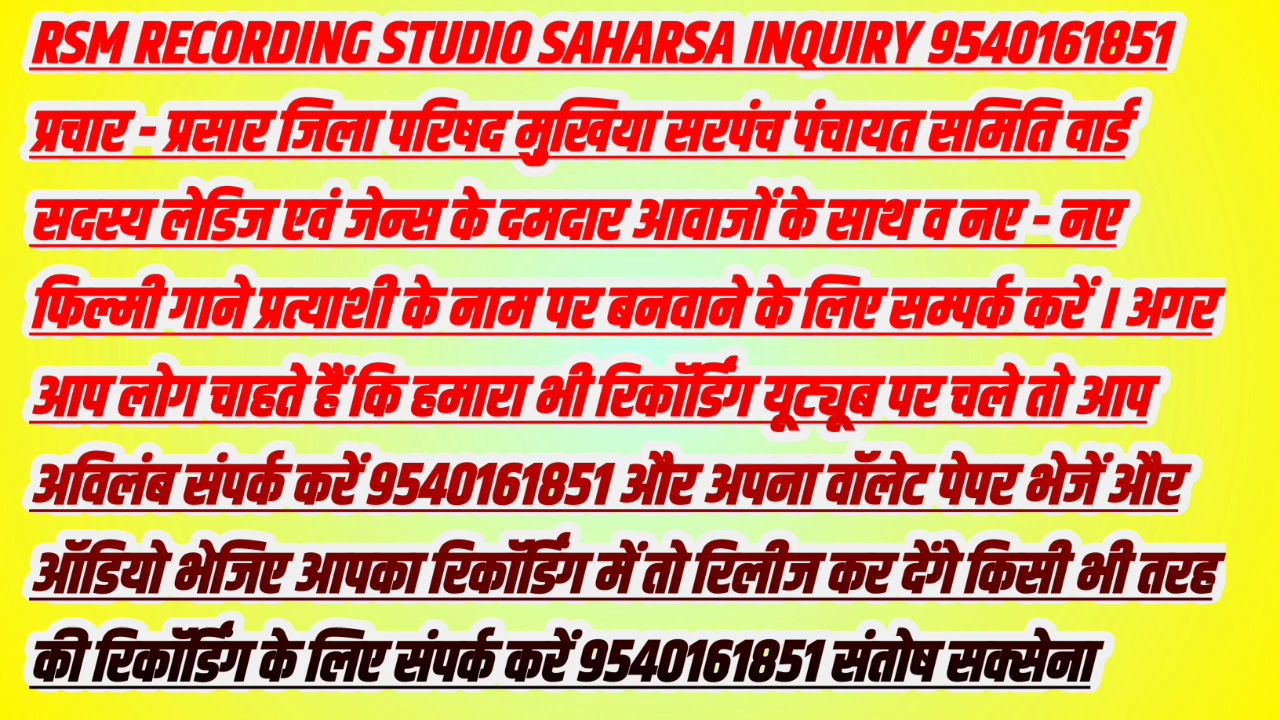 RSM RECORDING STUDIO SAHARSA INQUIRY 9540161851
प्रचार - प्रसार जिला परिषद मुखिया सरपंच पंचायत समिति वार्ड
सदस्य लेडिज एवं जेन्स के दमदार आवाजों के साथ व नए - नए
फिल्मी गाने प्रत्याशी के नाम पर बनवाने के लिए सम्पर्क करें । अगर
आप लोग चाहते हैं कि हमारा भी रिकॉर्डिंग यूट्यूब पर चले तो आप
अविलंब संपर्क करें 9540161851 और अपना वॉलेट पेपर भेजें और
ऑडियो भेजिए आपका रिकॉर्डिंग में तो रिलीज कर देंगे किसी भी तरह
की रिकॉर्डिंग के लिए संपर्क करें 9540161851 संतोष सक्सेना